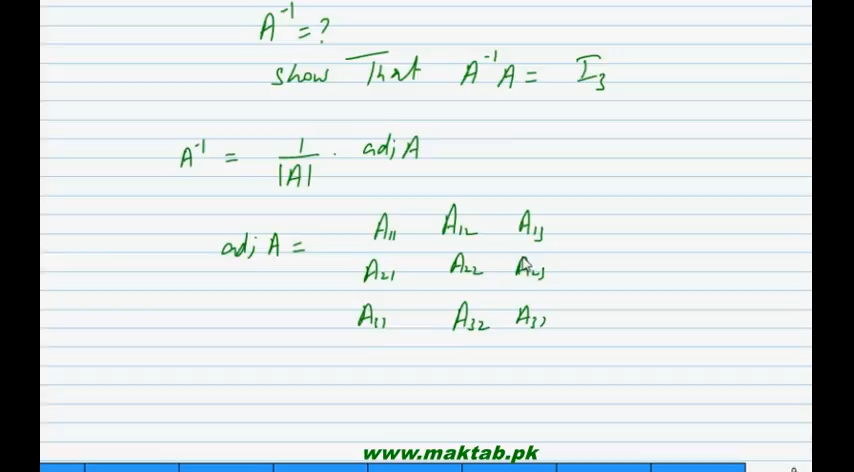 A⁻¹ = ?
show That A⁻¹A = I₃
A⁻¹ = 1/|A| · adj A
adj A = A₁₁ A₁₂ A₁₃
A₂₁ A₂₂ A₂₃
A₃₁ A₃₂ A₃₃
www.maktab.pk